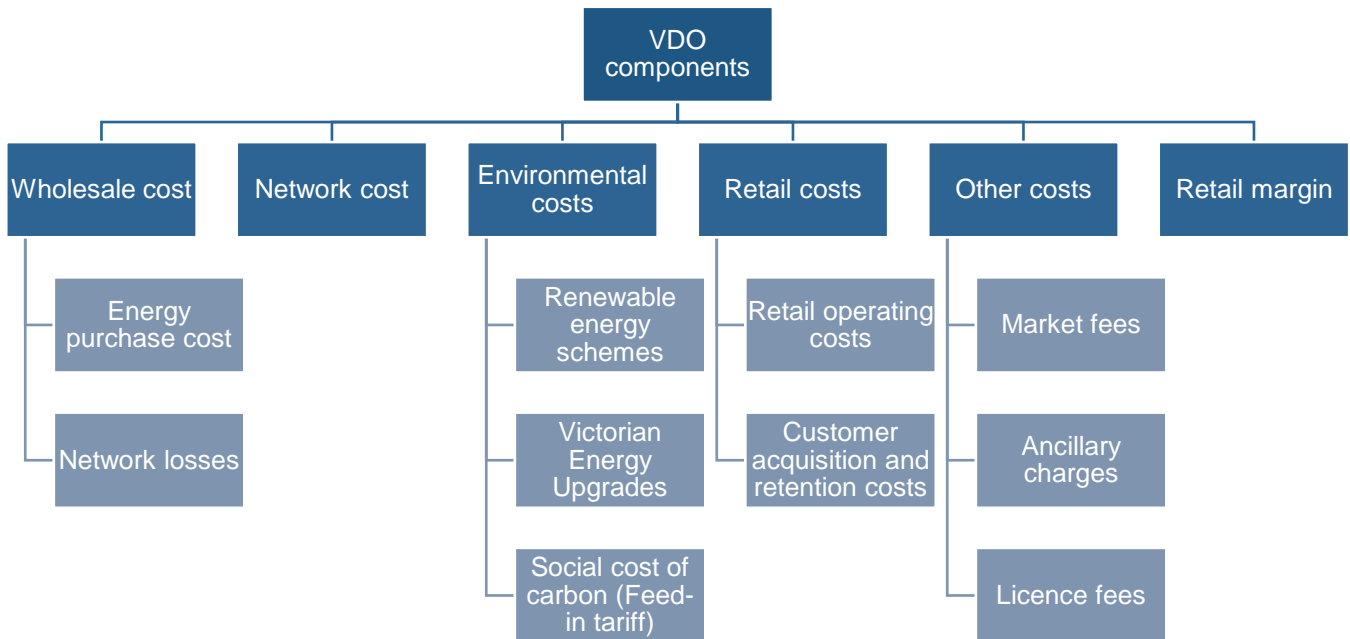 VDO
components
Wholesale cost
Network cost
Environmental
costs
Retail costs
Other costs
Retail margin
Energy
purchase cost
Network losses
Renewable
energy
schemes
Victorian
Energy
Upgrades
Social cost of
carbon (Feed-
in tariff)
Retail operating
costs
Customer
acquisition and
retention costs
Market fees
Ancillary
charges
Licence fees